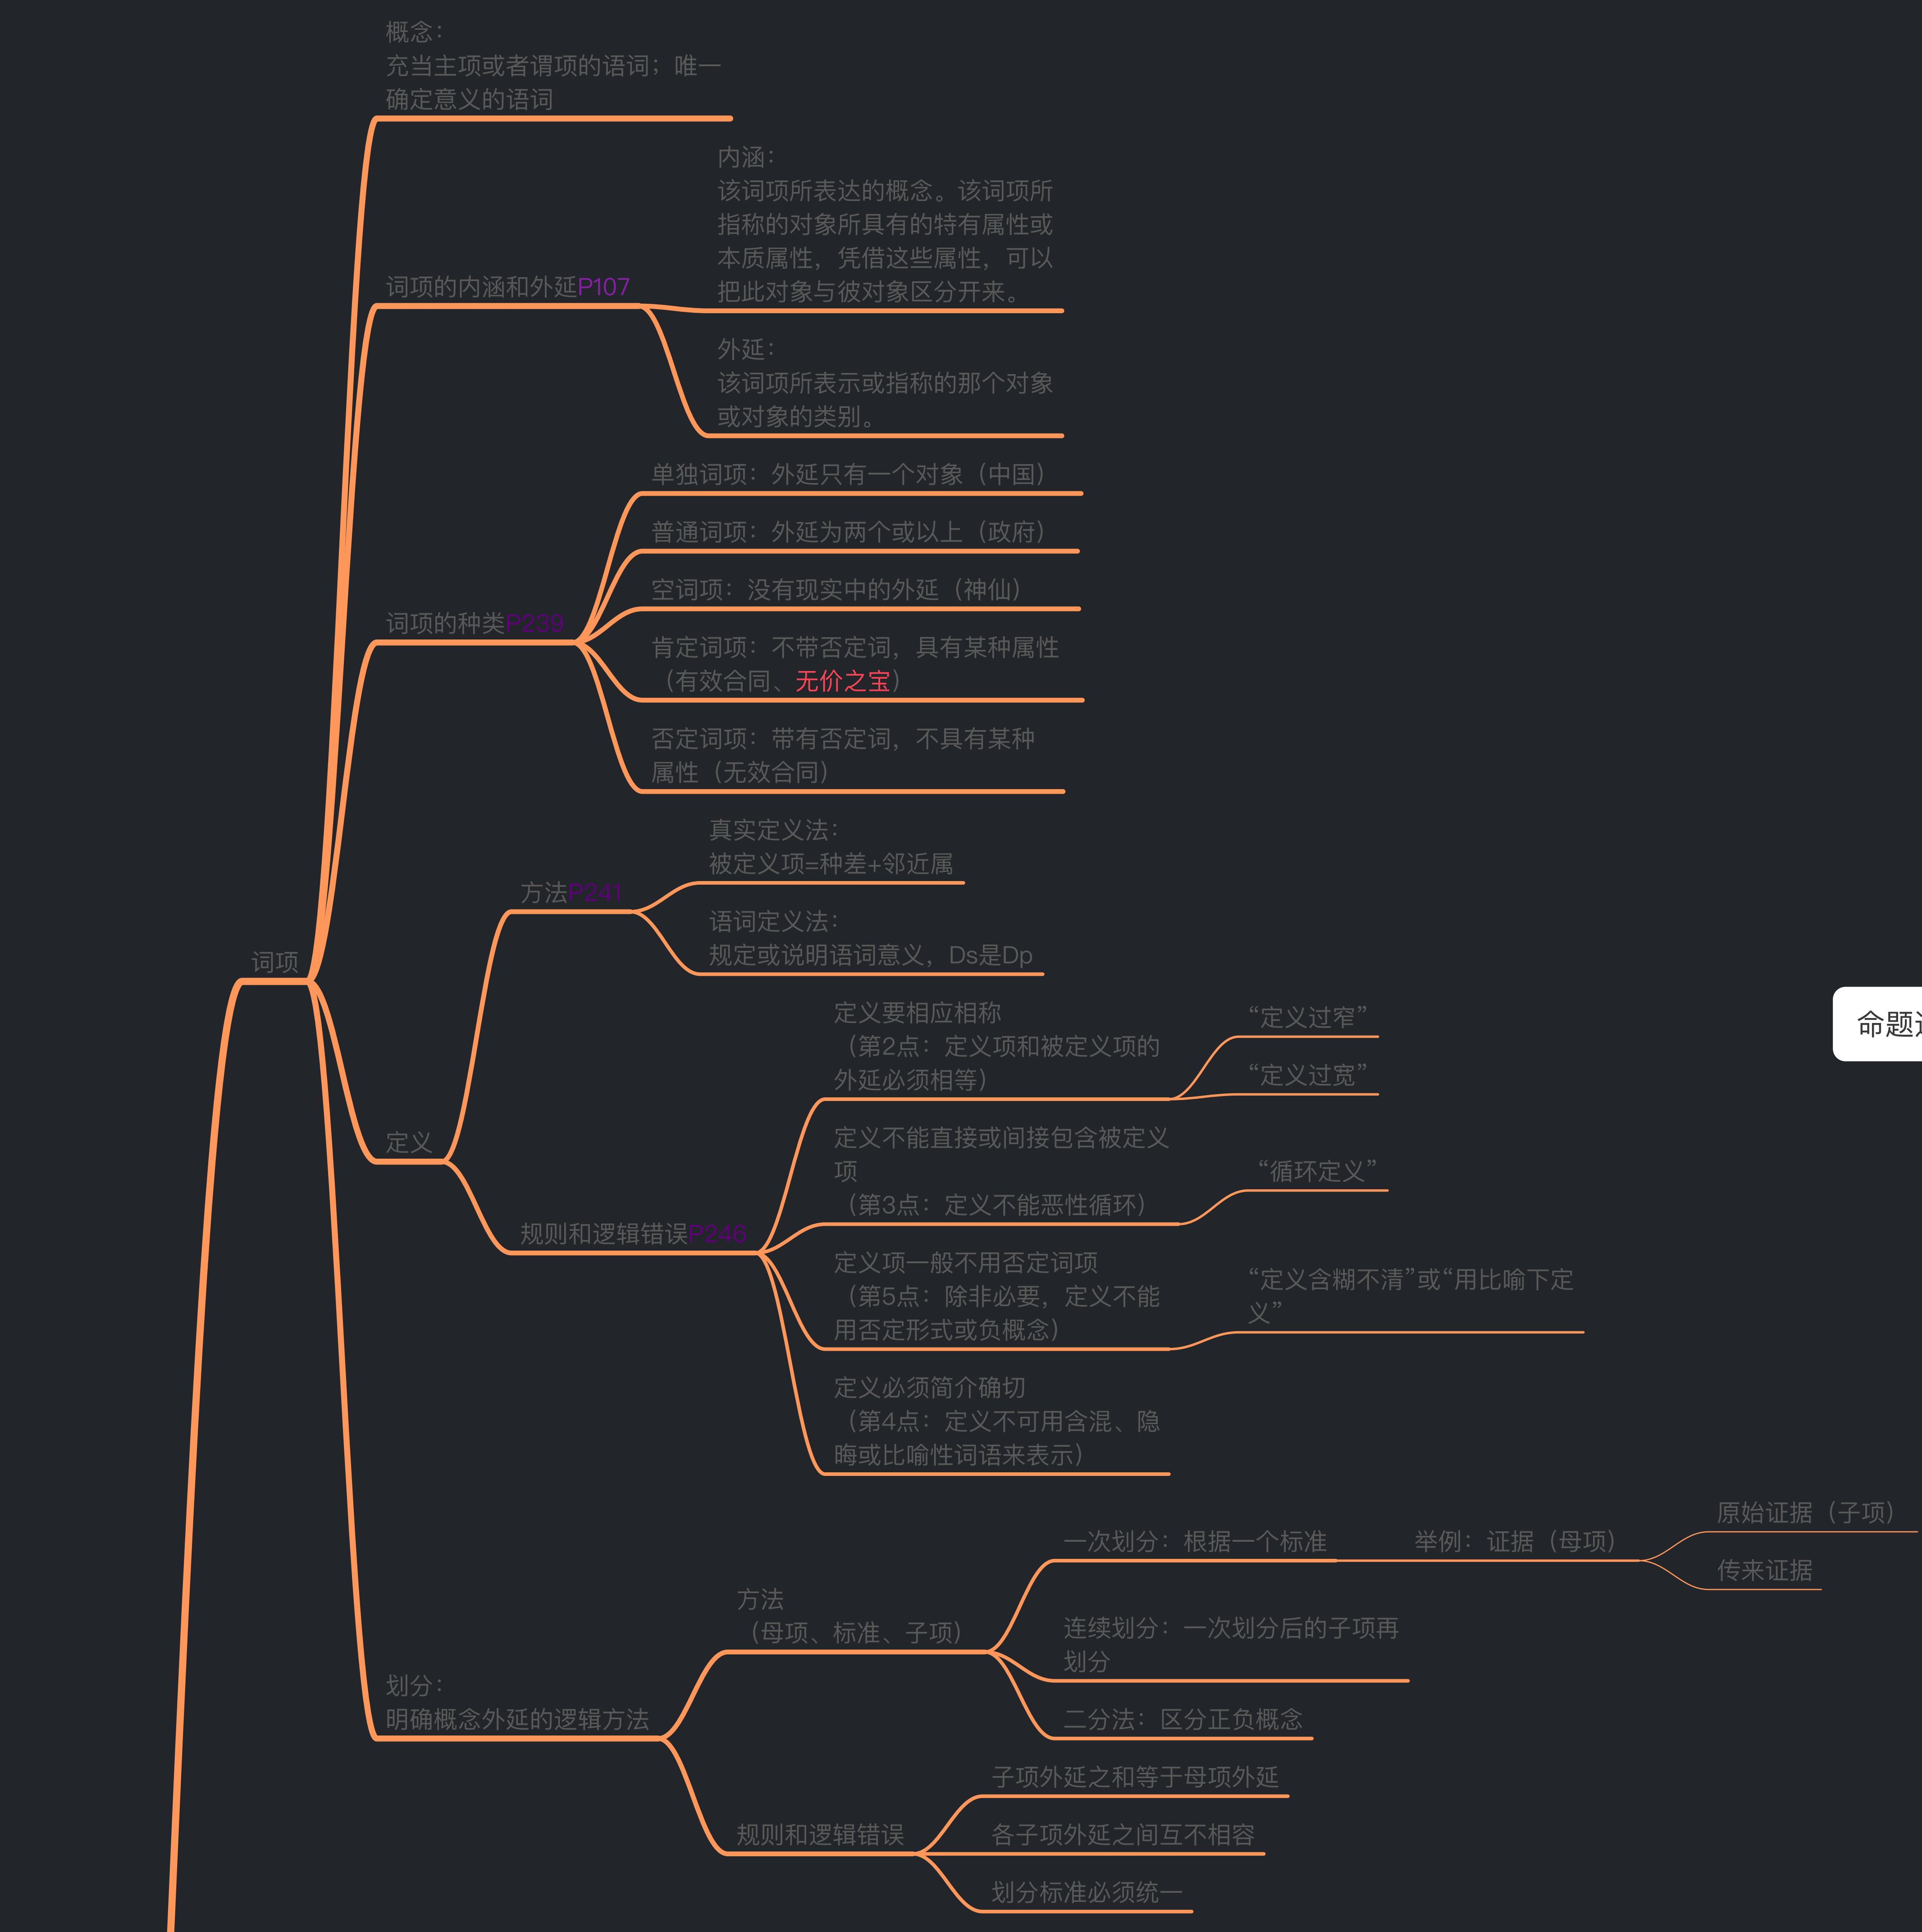 概念：
充当主项或者谓项的语词；唯一
确定意义的语词
词项的内涵和外延P107
内涵：
该词项所表达的概念。该词项所
指称的对象所具有的特有属性或
本质属性，凭借这些属性，可以
把此对象与彼对象区分开来。
外延：
该词项所表示或指称的那个对象
或对象的类别。
词项的种类P239
单独词项：外延只有一个对象（中国）
普通词项：外延为两个或以上（政府）
空词项：没有现实中的外延（神仙）
肯定词项：不带否定词，具有某种属性
（有效合同、无价之宝）
否定词项：带有否定词，不具有某种
属性（无效合同）
词项
定义
方法P241
真实定义法：
被定义项=种差+邻近属
语词定义法：
规定或说明语词意义，Ds是Dp
规则和逻辑错误P246
定义要相应相称
（第2点：定义项和被定义项的
外延必须相等）
“定义过窄”
“定义过宽”
定义不能直接或间接包含被定义
项
（第3点：定义不能恶性循环）
“循环定义”
定义项一般不用否定词项
（第5点：除非必要，定义不能
用否定形式或负概念）
“定义含糊不清”或“用比喻下定
义”
定义必须简介确切
（第4点：定义不可用含混、隐
晦或比喻性词语来表示）
划分：
明确概念外延的逻辑方法
方法
（母项、标准、子项）
一次划分：根据一个标准
举例：证据（母项）
原始证据（子项）
传来证据
连续划分：一次划分后的子项再
划分
二分法：区分正负概念
规则和逻辑错误
子项外延之和等于母项外延
各子项外延之间互不相容
划分标准必须统一
命题